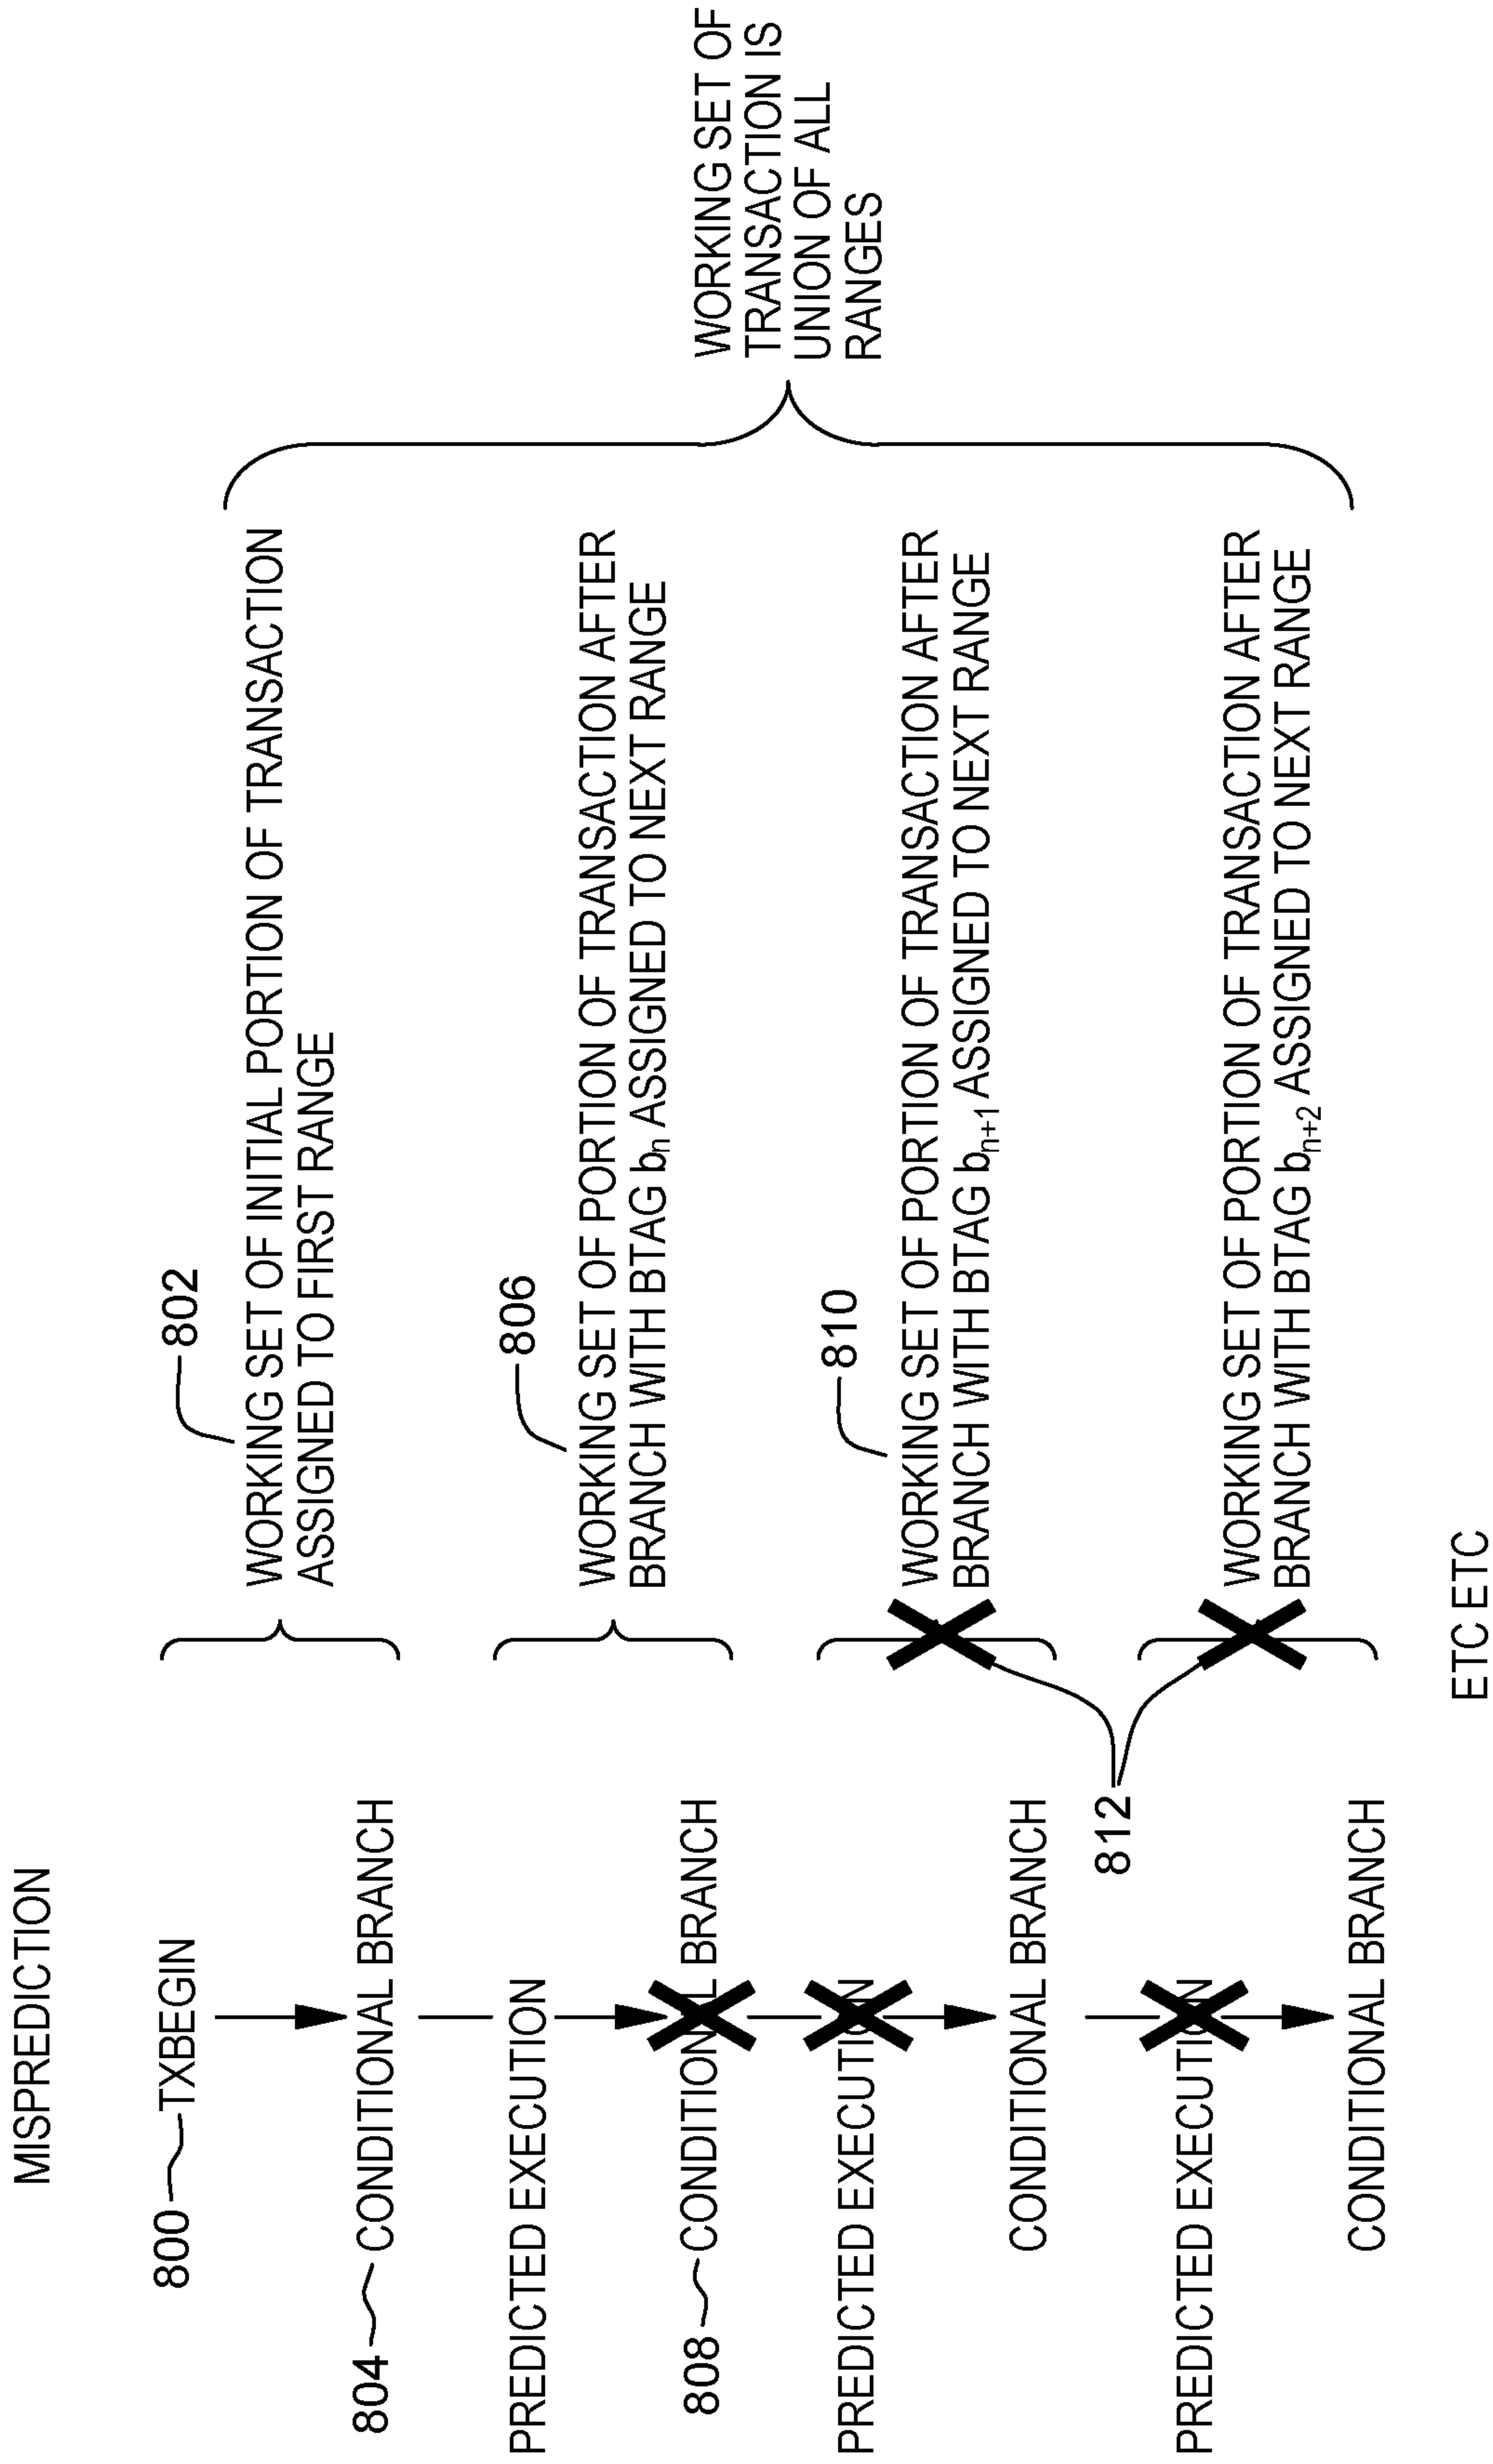 MISPREDICTION
800
TXBEGIN
802
WORKING SET OF INITIAL PORTION OF TRANSACTION
ASSIGNED TO FIRST RANGE
804
CONDITIONAL BRANCH
PREDICTED EXECUTION
806
WORKING SET OF PORTION OF TRANSACTION AFTER
BRANCH WITH BTAG bn ASSIGNED TO NEXT RANGE
808
CONDITIONAL BRANCH
WORKING SET OF
TRANSACTION IS
UNION OF ALL
RANGES
PREDICTED EXECUTION
810
WORKING SET OF PORTION OF TRANSACTION AFTER
BRANCH WITH BTAG bn+1 ASSIGNED TO NEXT RANGE
CONDITIONAL BRANCH
812
PREDICTED EXECUTION
WORKING SET OF PORTION OF TRANSACTION AFTER
BRANCH WITH BTAG bn+2 ASSIGNED TO NEXT RANGE
CONDITIONAL BRANCH
ETC ETC